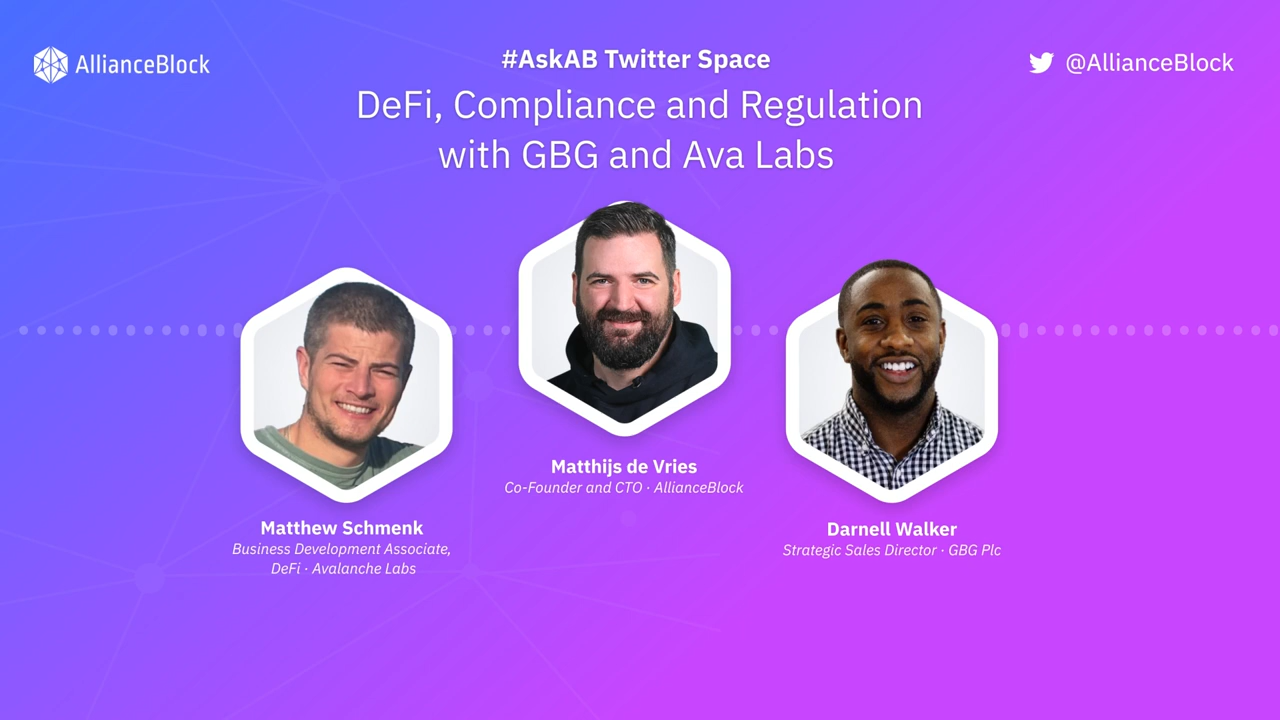 AllianceBlock
#AskAB Twitter Space
@AllianceBlock
DeFi, Compliance and Regulation
with GBG and Ava Labs
Matthijs de Vries
Co-Founder and CTO · AllianceBlock
Matthew Schmenk
Business Development Associate,
DeFi · Avalanche Labs
Darnell Walker
Strategic Sales Director · GBG Plc